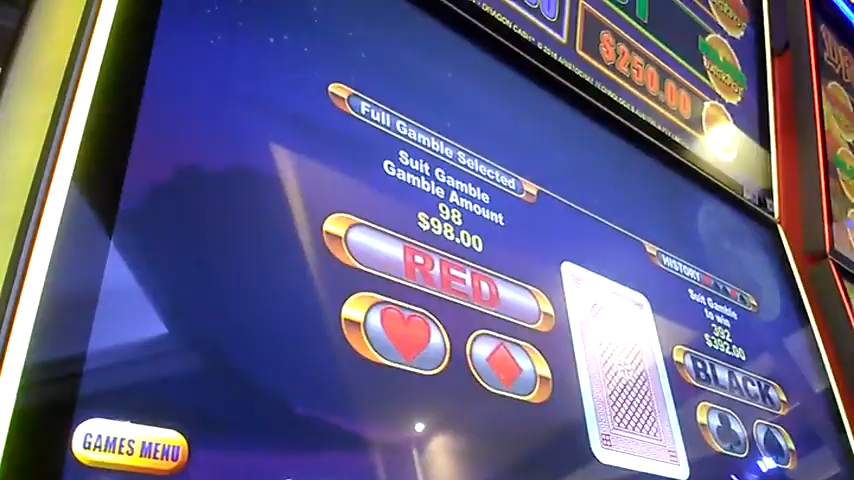 $250.00
Full Gamble Selected
Suit Gamble
Gamble Amount
98
$98.00
RED
HISTORY
Suit Gamble
to win
392
$392.00
BLACK
GAMES MENU